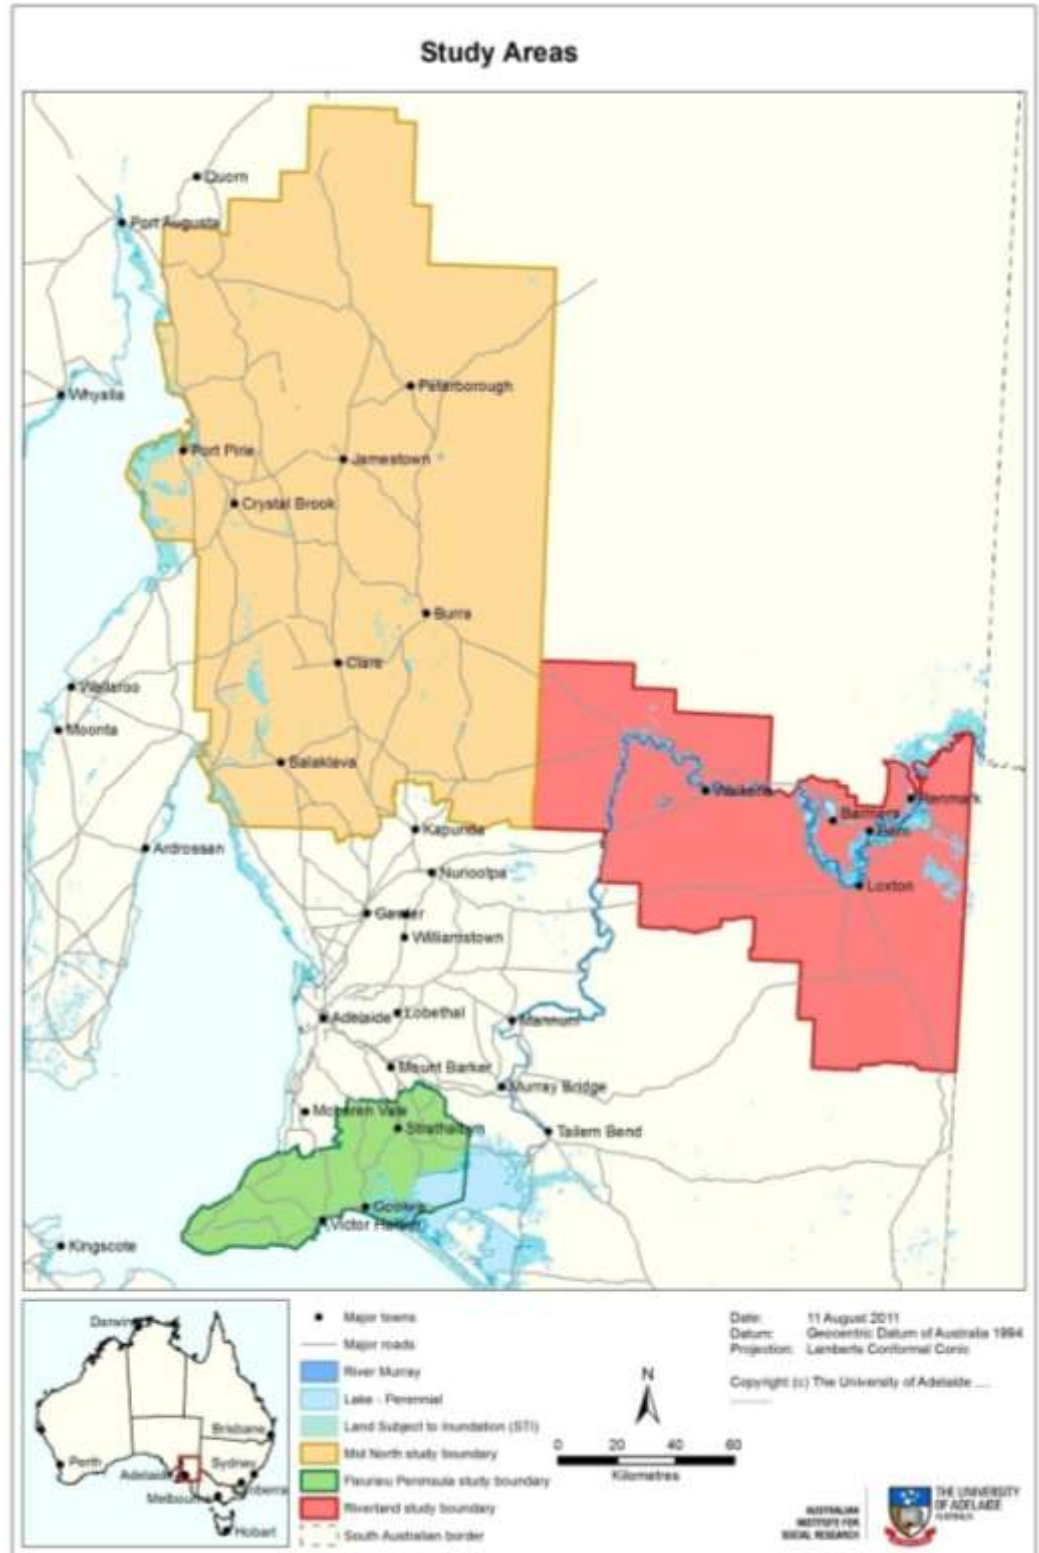 Study Areas
Quorn
Port Augusta
Peterborough
Whyalla
Port Pirie
Jamestown
Crystal Brook
Burra
Clare
Wallaroo
Moonta
Balaklava
Waikerie
Renmark
Barmera
Berri
Kapunda
Ardrossan
Nuriootpa
Loxton
Gawler
Williamstown
Adelaide
Lobethal
Mannum
Mount Barker
Murray Bridge
McLaren Vale
Strathalbyn
Tailem Bend
Goolwa
Victor Harbor
Kingscote
Darwin
Brisbane
Perth
Sydney
Adelaide
Canberra
Melbourne
Hobart
Major towns
Major roads
River Murray
Lake - Perennial
Land Subject to Inundation (STI)
Mid North study boundary
Fleurieu Peninsula study boundary
Riverland study boundary
South Australian border
N
0 20 40 60
Kilometres
Date: 11 August 2011
Datum: Geocentric Datum of Australia 1994
Projection: Lamberts Conformal Conic
Copyright (c) The University of Adelaide ....
AUSTRALIAN
INSTITUTE FOR
SOCIAL RESEARCH
THE UNIVERSITY
OF ADELAIDE
AUSTRALIA